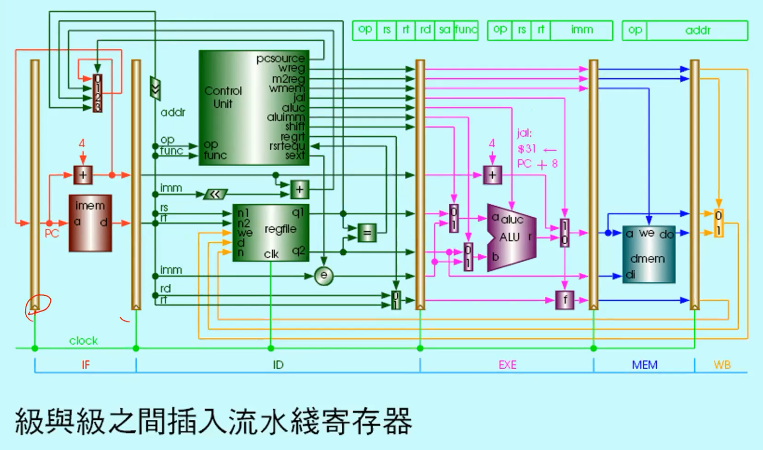 op rs rt rd sa func
op rs rt imm
op addr
pcsource
wreg
m2reg
wmem
jal
aluc
aluimm
shift
regrt
rsrtequ
sext
Control
Unit
op
func
0
1
2
3
addr
op
func
4
+
imem
a d
PC
imm
<<
+
rs
rt
n1 q1
n2
we regfile
d
n q2
clk
=
imm
e
rd
rt
0
1
jal:
$31 ←
PC + 8
4
+
0
1
0
1
a aluc
ALU r
b
1
0
f
a we do
dmem
di
0
1
clock
IF ID EXE MEM WB
級與級之間插入流水綫寄存器